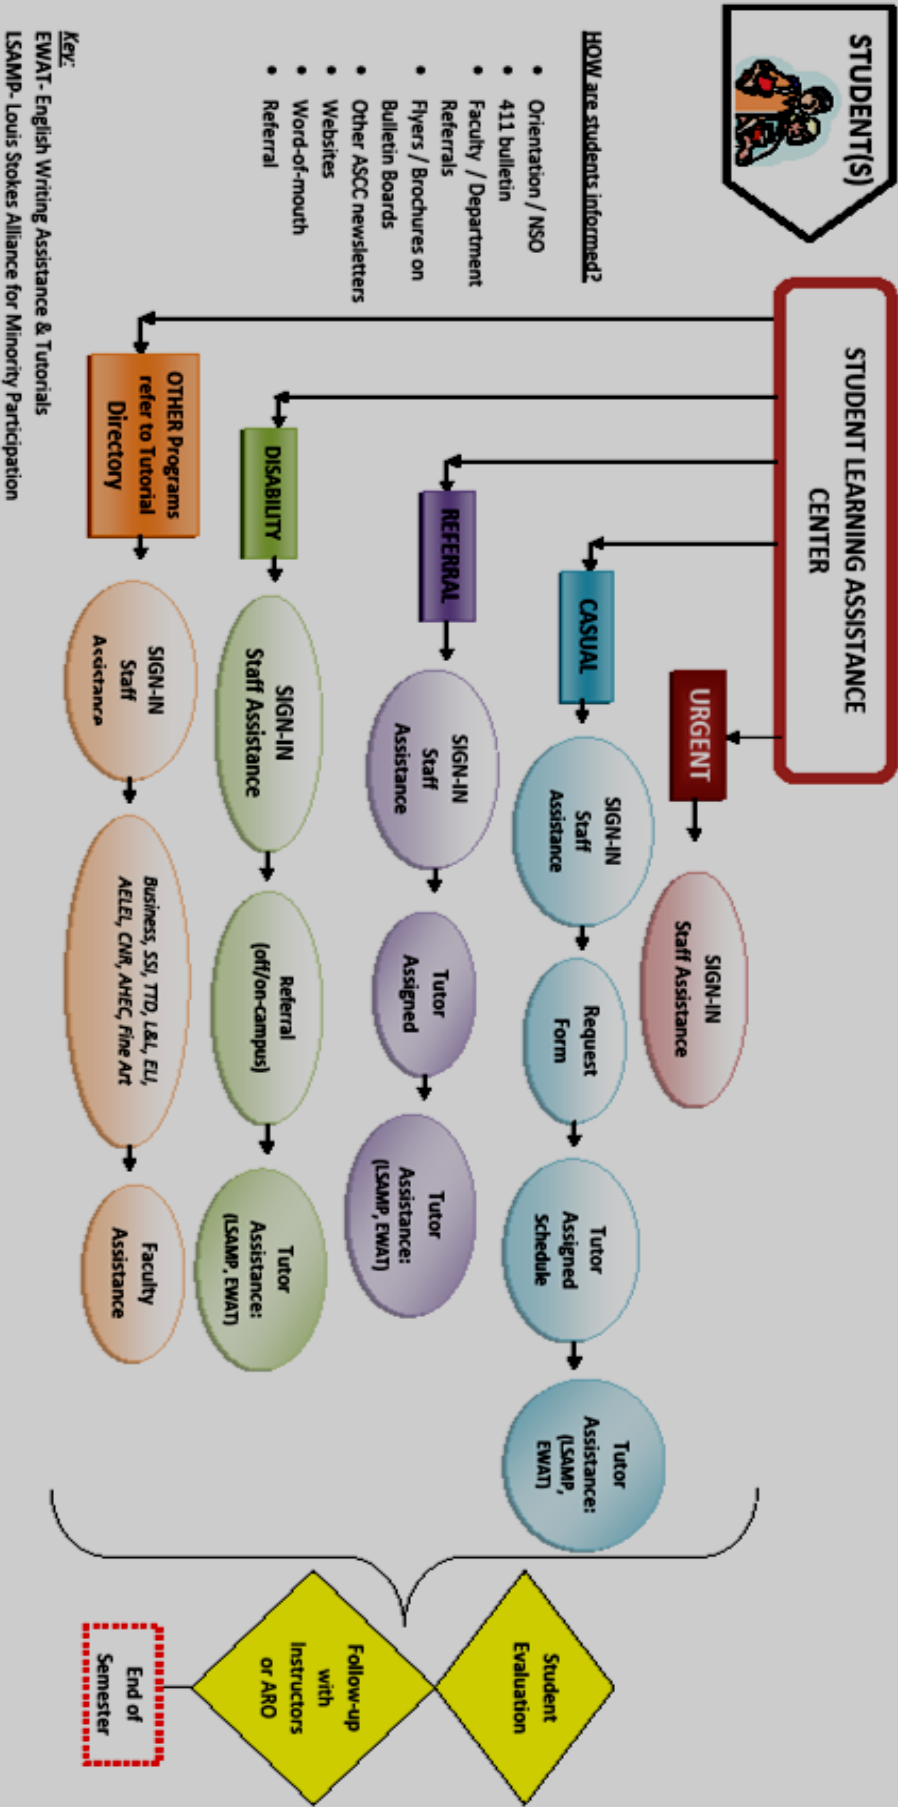 STUDENT(S)
STUDENT LEARNING ASSISTANCE
CENTER
HOW are students informed?
• Orientation / NSO
• 411 bulletin
• Faculty / Department
Referrals
• Flyers / Brochures on
Bulletin Boards
• Other ASCC newsletters
• Websites
• Word-of-mouth
• Referral
URGENT
SIGN-IN
Staff Assistance
CASUAL
SIGN-IN
Staff
Assistance
Request
Form
Tutor
Assigned
Schedule
Tutor
Assistance:
(LSAMP,
EWAT)
REFERRAL
SIGN-IN
Staff
Assistance
Tutor
Assigned
Tutor
Assistance:
(LSAMP, EWAT)
DISABILITY
SIGN-IN
Staff Assistance
Referral
(off/on-campus)
Tutor
Assistance:
(LSAMP, EWAT)
OTHER Programs
refer to Tutorial
Directory
SIGN-IN
Staff
Assistance
Business, SSI, TTD, L&L, ELI,
AELEL, CNR, AHEC, Fine Art
Faculty
Assistance
Student
Evaluation
Follow-up
with
Instructors
or ARO
End of
Semester
Key:
EWAT- English Writing Assistance & Tutorials
LSAMP- Louis Stokes Alliance for Minority Participation